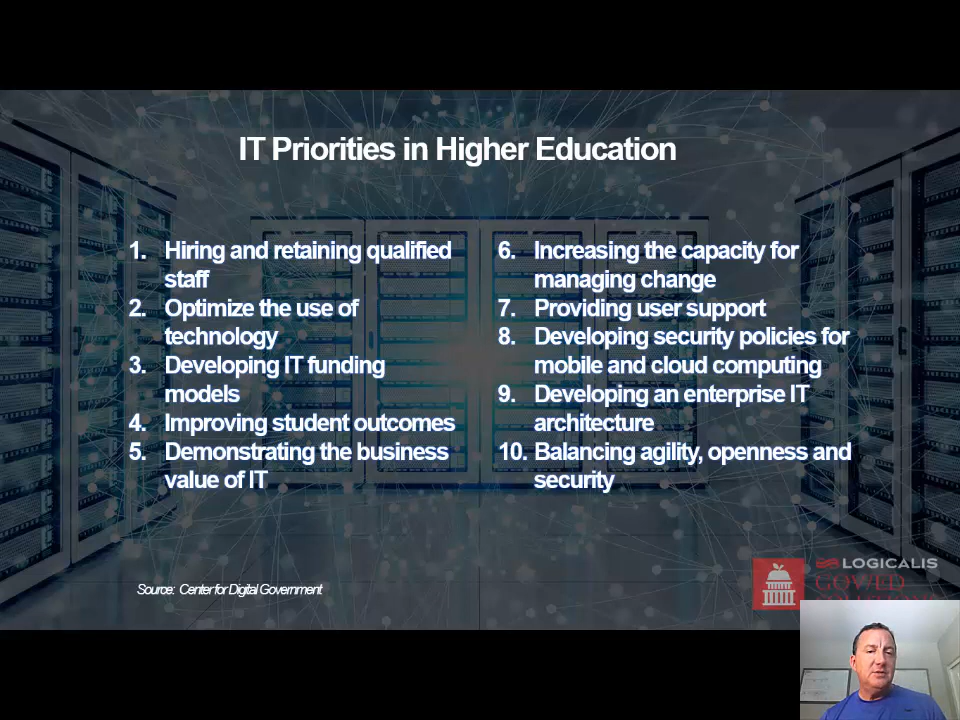 IT Priorities in Higher Education
1. Hiring and retaining qualified
staff
2. Optimize the use of
technology
3. Developing IT funding
models
4. Improving student outcomes
5. Demonstrating the business
value of IT
6. Increasing the capacity for
managing change
7. Providing user support
8. Developing security policies for
mobile and cloud computing
9. Developing an enterprise IT
architecture
10. Balancing agility, openness and
security
Source: Center for Digital Government
LOGICALIS
GOV/ED